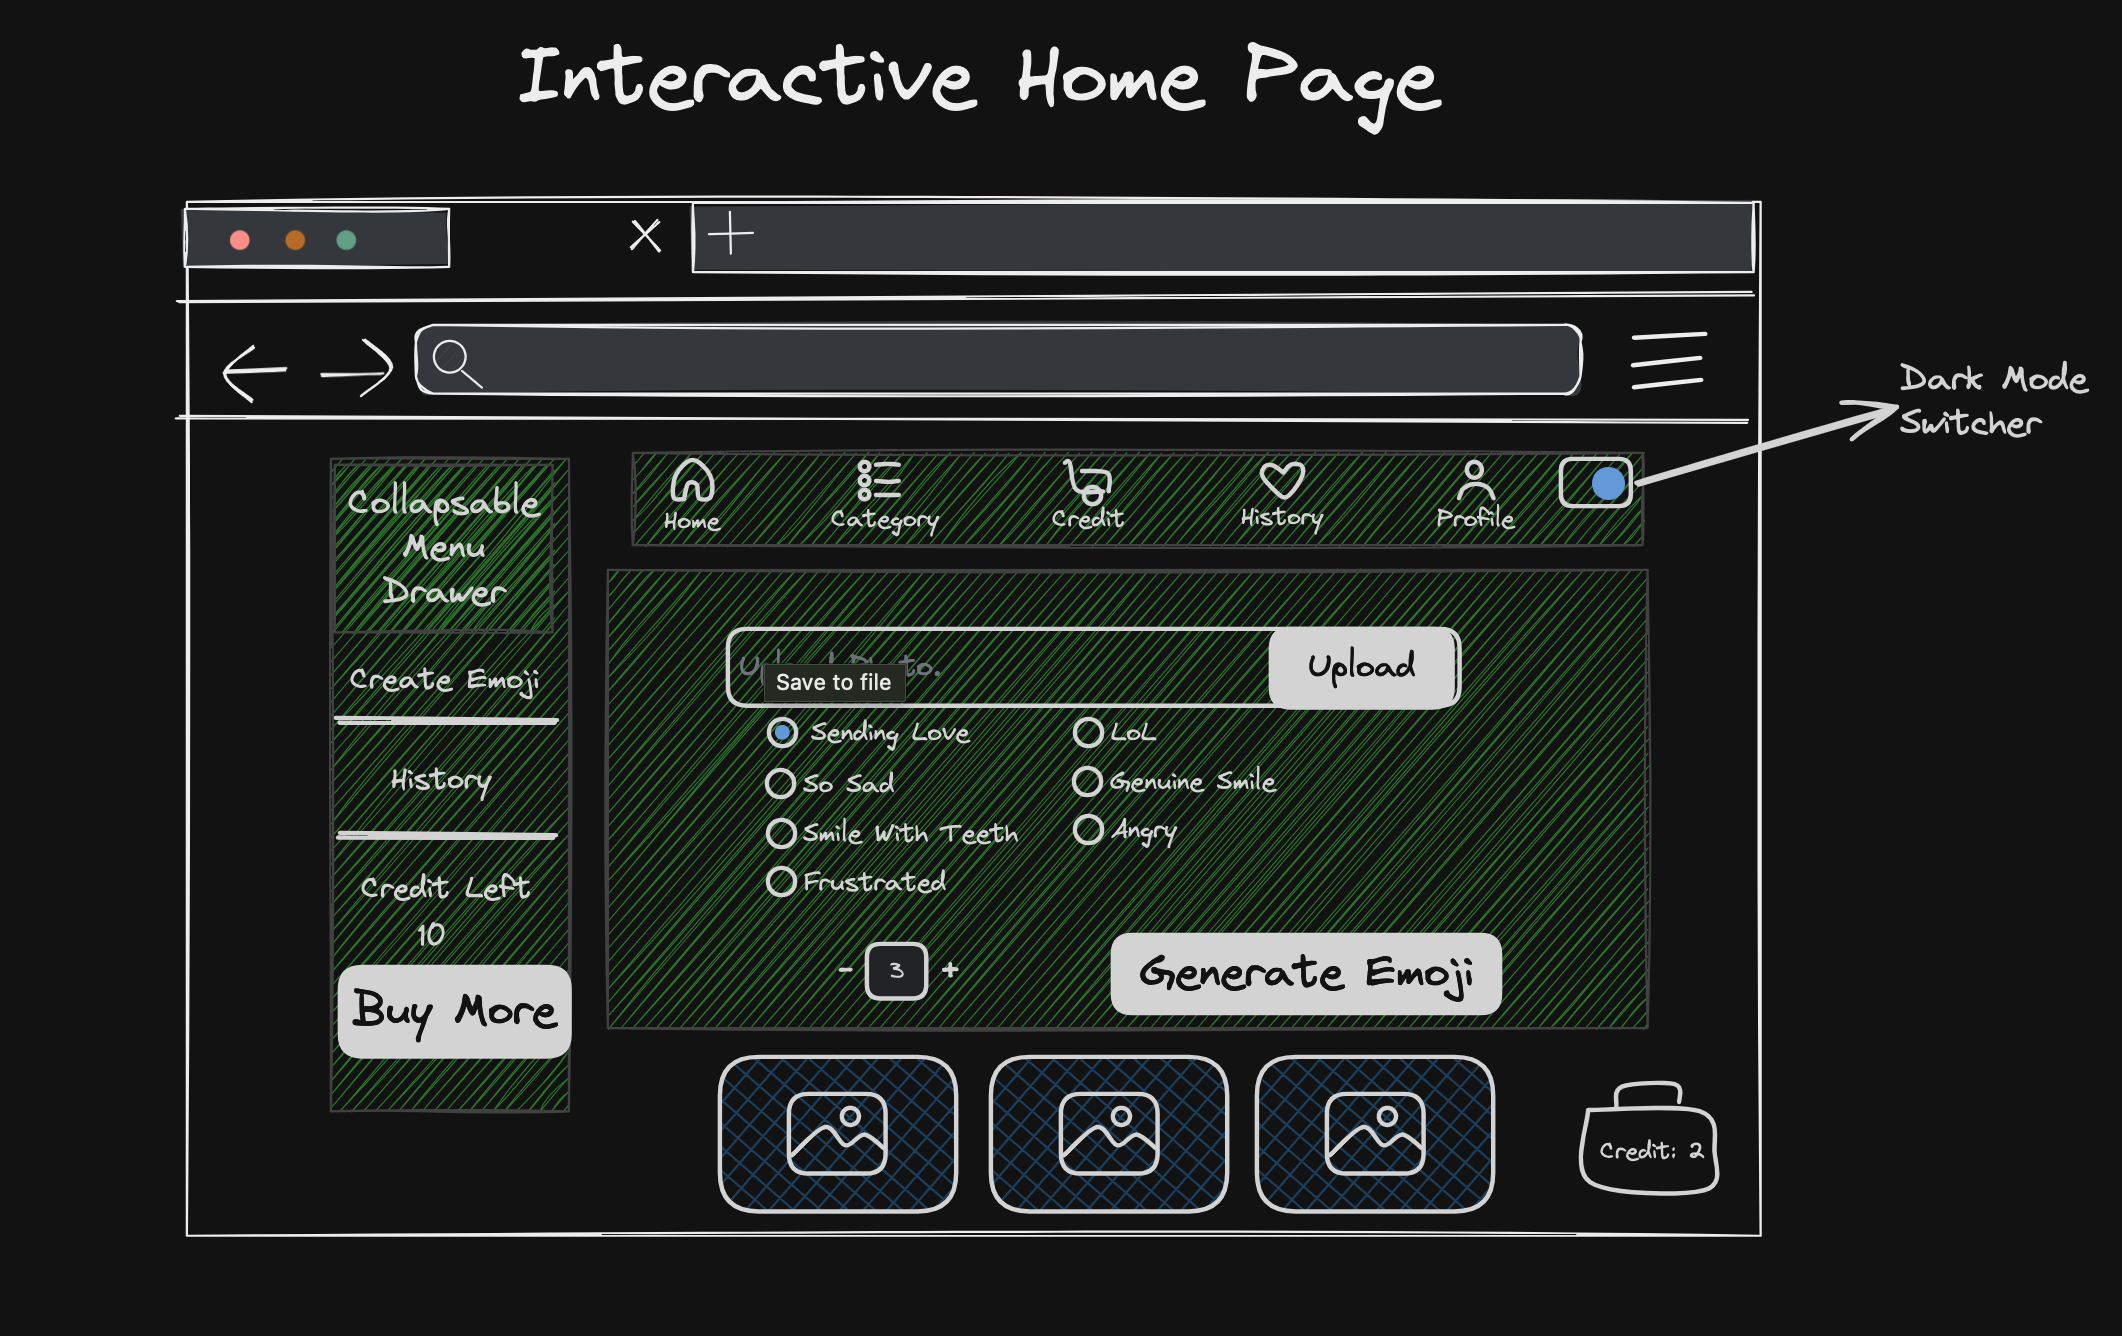 Interactive Home Page
Dark Mode
Switcher
Home
Category
Credit
History
Profile
Collapsable
Menu
Drawer
Create Emoji
History
Credit Left
10
Buy More
Upload
Save to file
Sending Love
LoL
So Sad
Genuine Smile
Smile With Teeth
Angry
Frustrated
- 3 +
Generate Emoji
Credit: 2